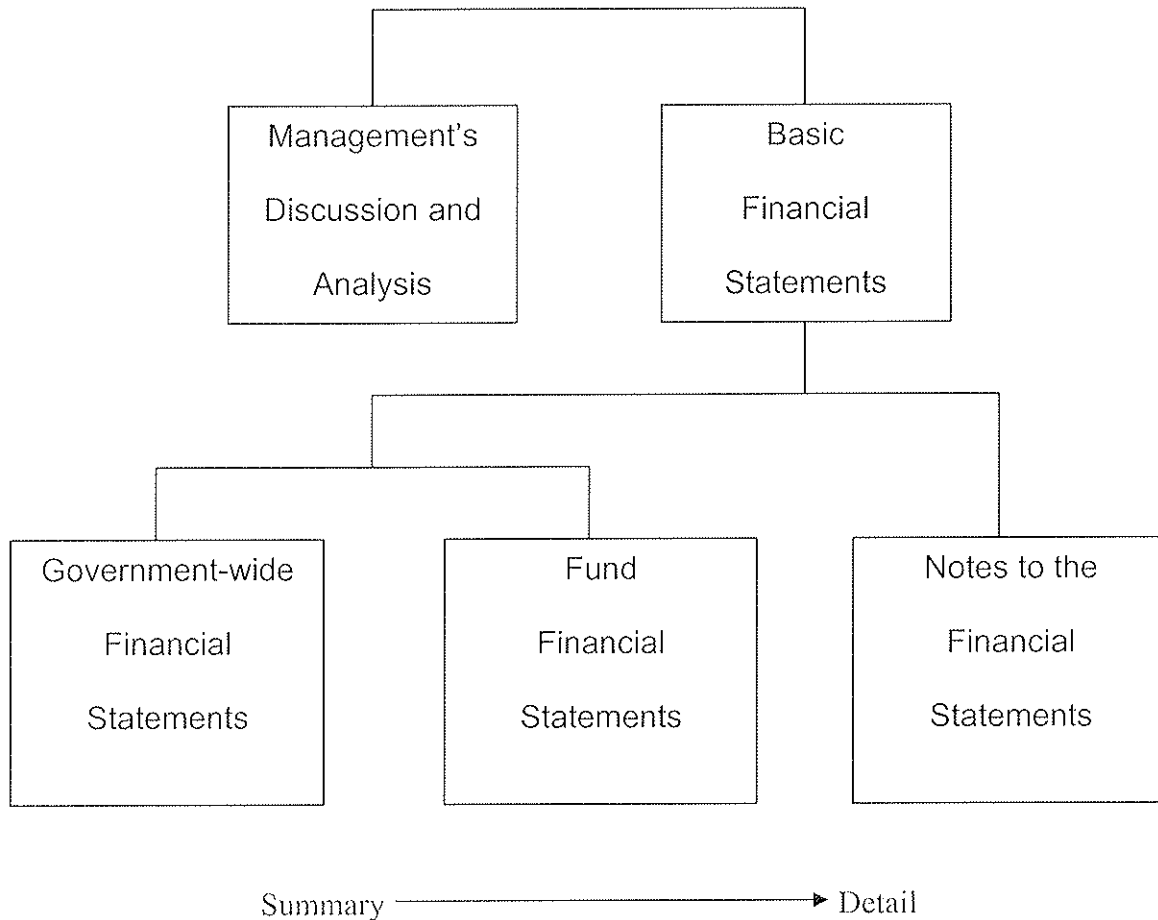 Management's
Discussion and
Analysis
Basic
Financial
Statements
Government-wide
Financial
Statements
Fund
Financial
Statements
Notes to the
Financial
Statements
Summary
Detail